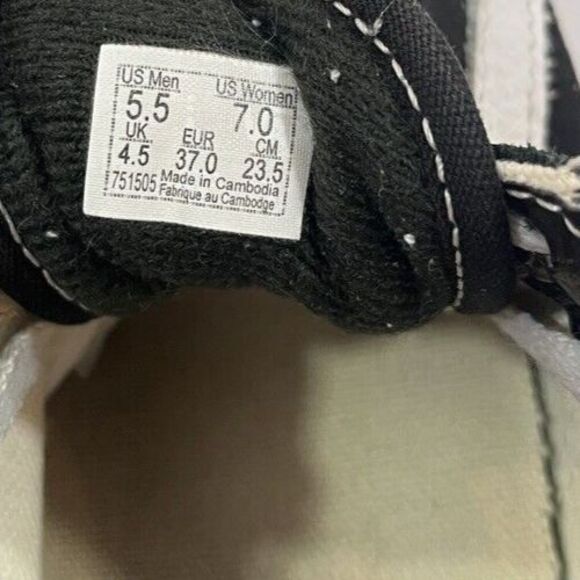 US Men US Women
5.5 7.0
UK EUR CM
4.5 37.0 23.5
751505 Made in Cambodia
Fabrique au Cambodge